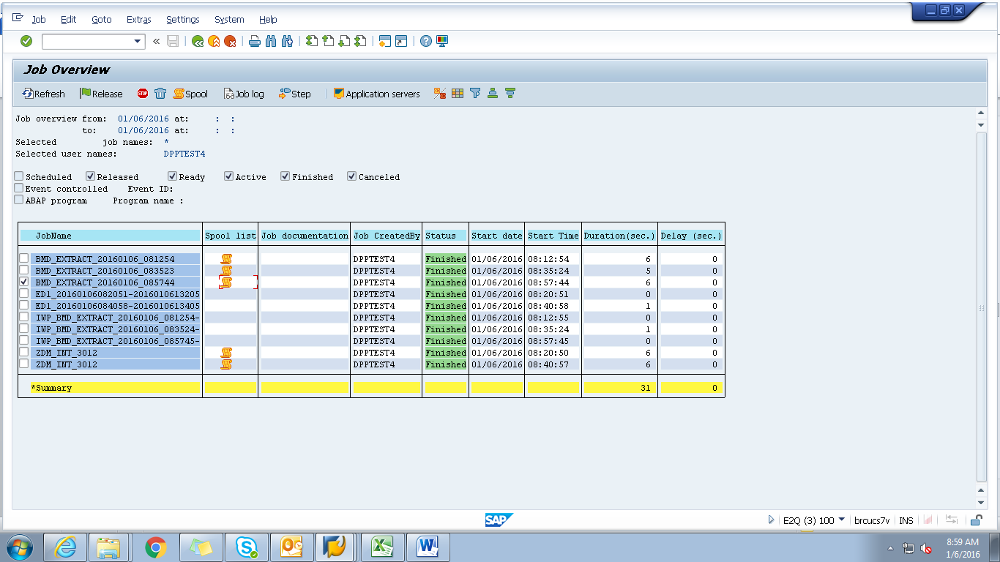 Job Edit Goto Extras Settings System Help
Job Overview
Refresh Release STOP Spool Job log Step Application servers
Job overview from: 01/06/2016 at: : :
to: 01/06/2016 at: : :
Selected job names: *
Selected user names: DPPTEST4
Scheduled Released Ready Active Finished Canceled
Event controlled Event ID:
ABAP program Program name :
JobName Spool list Job documentation Job CreatedBy Status Start date Start Time Duration(sec.) Delay (sec.)
BMD_EXTRACT_20160106_081254 DPPTEST4 Finished 01/06/2016 08:12:54 6 0
BMD_EXTRACT_20160106_083523 DPPTEST4 Finished 01/06/2016 08:35:24 5 0
BMD_EXTRACT_20160106_085744 DPPTEST4 Finished 01/06/2016 08:57:44 6 0
ED1_20160106082051-2016010613205 DPPTEST4 Finished 01/06/2016 08:20:51 0 0
ED1_20160106084058-2016010613405 DPPTEST4 Finished 01/06/2016 08:40:58 1 0
IWP_BMD_EXTRACT_20160106_081254- DPPTEST4 Finished 01/06/2016 08:12:55 0 0
IWP_BMD_EXTRACT_20160106_083524- DPPTEST4 Finished 01/06/2016 08:35:24 1 0
IWP_BMD_EXTRACT_20160106_085745- DPPTEST4 Finished 01/06/2016 08:57:45 0 0
ZDM_INT_3012 DPPTEST4 Finished 01/06/2016 08:20:50 6 0
ZDM_INT_3012 DPPTEST4 Finished 01/06/2016 08:40:57 6 0
*Summary 31 0
SAP E2Q (3) 100 brcucs7v INS
8:59 AM
1/6/2016